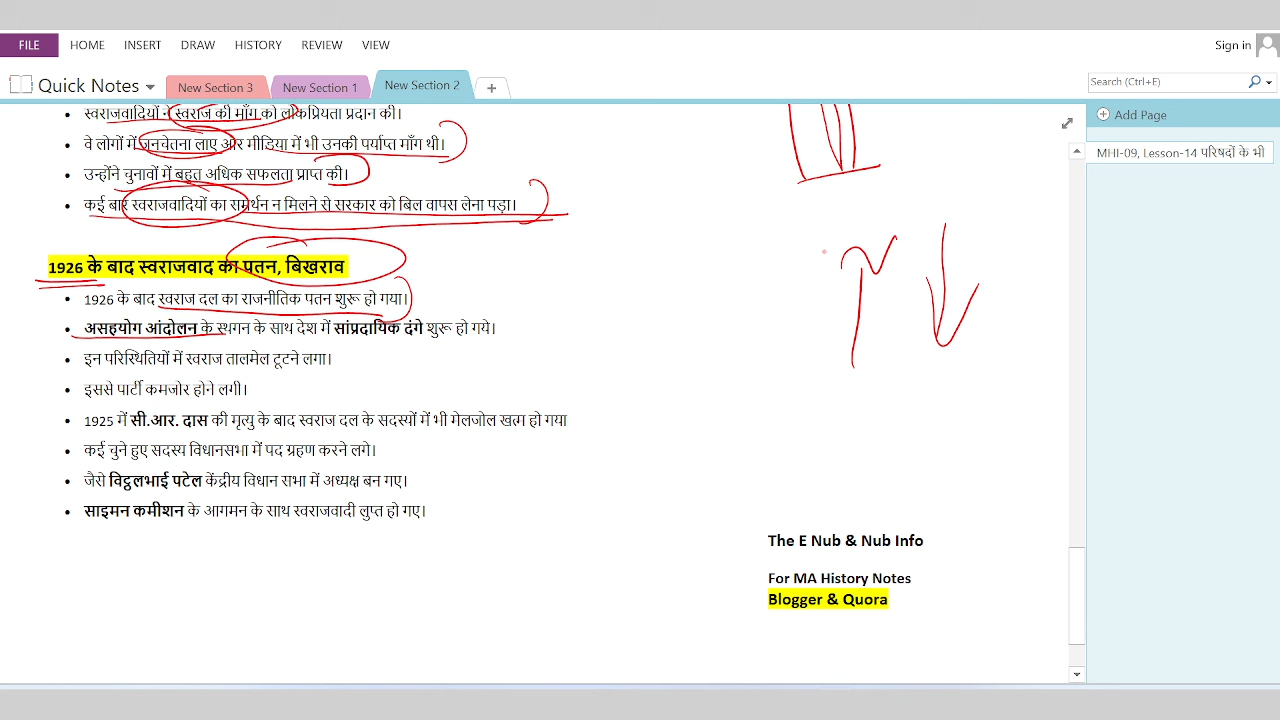 FILE HOME INSERT DRAW HISTORY REVIEW VIEW Sign in
Quick Notes New Section 3 New Section 1 New Section 2 + Search (Ctrl+E)
Add Page
MHI-09, Lesson-14 परिषदों के भी
स्वराजवादियों ने स्वराज की माँग को लोकप्रियता प्रदान की।
वे लोगों में जनचेतना लाए और मीडिया में भी उनकी पर्याप्त माँग थी।
उन्होंने चुनावों में बहुत अधिक सफलता प्राप्त की।
कई बार स्वराजवादियों का समर्थन न मिलने से सरकार को बिल वापस लेना पड़ा।
1926 के बाद स्वराजवाद का पतन, बिखराव
1926 के बाद स्वराज दल का राजनीतिक पतन शुरू हो गया।
असहयोग आंदोलन के स्थगन के साथ देश में सांप्रदायिक दंगे शुरू हो गये।
इन परिस्थितियों में स्वराज तालमेल टूटने लगा।
इससे पार्टी कमजोर होने लगी।
1925 में सी.आर. दास की मृत्यु के बाद स्वराज दल के सदस्यों में भी मेलजोल खत्म हो गया
कई चुने हुए सदस्य विधानसभा में पद ग्रहण करने लगे।
जैसे विट्ठलभाई पटेल केंद्रीय विधान सभा में अध्यक्ष बन गए।
साइमन कमीशन के आगमन के साथ स्वराजवादी लुप्त हो गए।
The E Nub & Nub Info
For MA History Notes
Blogger & Quora